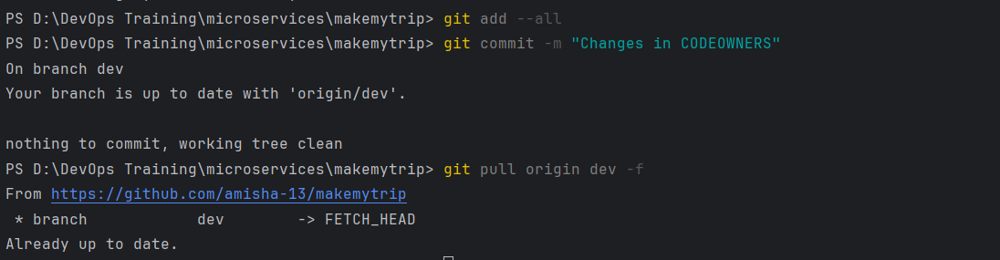 PS D:\DevOps Training\microservices\makemytrip> git add --all
PS D:\DevOps Training\microservices\makemytrip> git commit -m "Changes in CODEOWNERS"
On branch dev
Your branch is up to date with 'origin/dev'.
nothing to commit, working tree clean
PS D:\DevOps Training\microservices\makemytrip> git pull origin dev -f
From https://github.com/amisha-13/makemytrip
 * branch            dev        -> FETCH_HEAD
Already up to date.